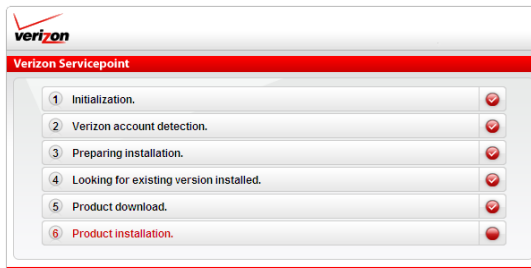 verizon
Verizon Servicepoint
1 Initialization.
2 Verizon account detection.
3 Preparing installation.
4 Looking for existing version installed.
5 Product download.
6 Product installation.